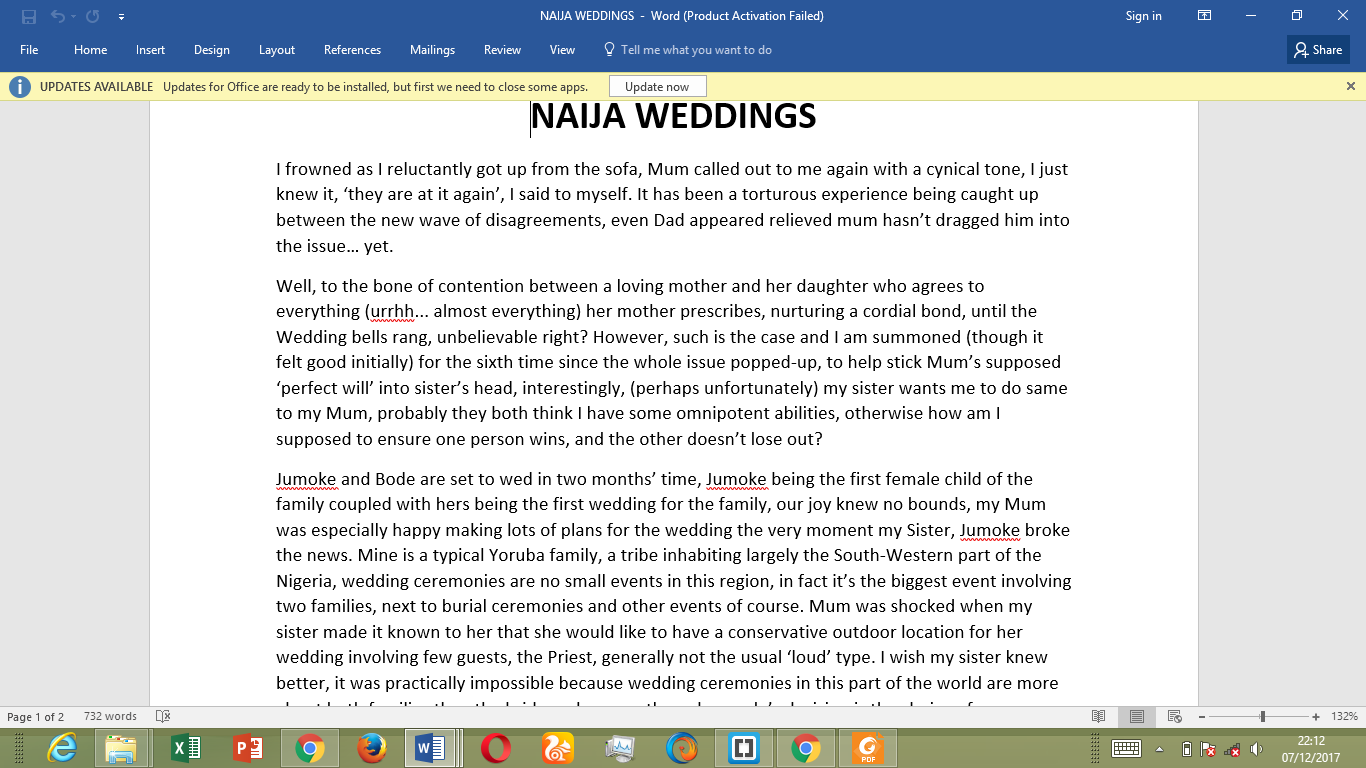 NAIJA WEDDINGS - Word (Product Activation Failed)
Sign in
File Home Insert Design Layout References Mailings Review View Tell me what you want to do Share
UPDATES AVAILABLE Updates for Office are ready to be installed, but first we need to close some apps. Update now
NAIJA WEDDINGS
I frowned as I reluctantly got up from the sofa, Mum called out to me again with a cynical tone, I just
knew it, ‘they are at it again’, I said to myself. It has been a torturous experience being caught up
between the new wave of disagreements, even Dad appeared relieved mum hasn’t dragged him into
the issue… yet.
Well, to the bone of contention between a loving mother and her daughter who agrees to
everything (urrhh... almost everything) her mother prescribes, nurturing a cordial bond, until the
Wedding bells rang, unbelievable right? However, such is the case and I am summoned (though it
felt good initially) for the sixth time since the whole issue popped-up, to help stick Mum’s supposed
‘perfect will’ into sister’s head, interestingly, (perhaps unfortunately) my sister wants me to do same
to my Mum, probably they both think I have some omnipotent abilities, otherwise how am I
supposed to ensure one person wins, and the other doesn’t lose out?
Jumoke and Bode are set to wed in two months’ time, Jumoke being the first female child of the
family coupled with hers being the first wedding for the family, our joy knew no bounds, my Mum
was especially happy making lots of plans for the wedding the very moment my Sister, Jumoke broke
the news. Mine is a typical Yoruba family, a tribe inhabiting largely the South-Western part of the
Nigeria, wedding ceremonies are no small events in this region, in fact it’s the biggest event involving
two families, next to burial ceremonies and other events of course. Mum was shocked when my
sister made it known to her that she would like to have a conservative outdoor location for her
wedding involving few guests, the Priest, generally not the usual ‘loud’ type. I wish my sister knew
better, it was practically impossible because wedding ceremonies in this part of the world are more
Page 1 of 2 732 words 132%
PDF
22:12
07/12/2017